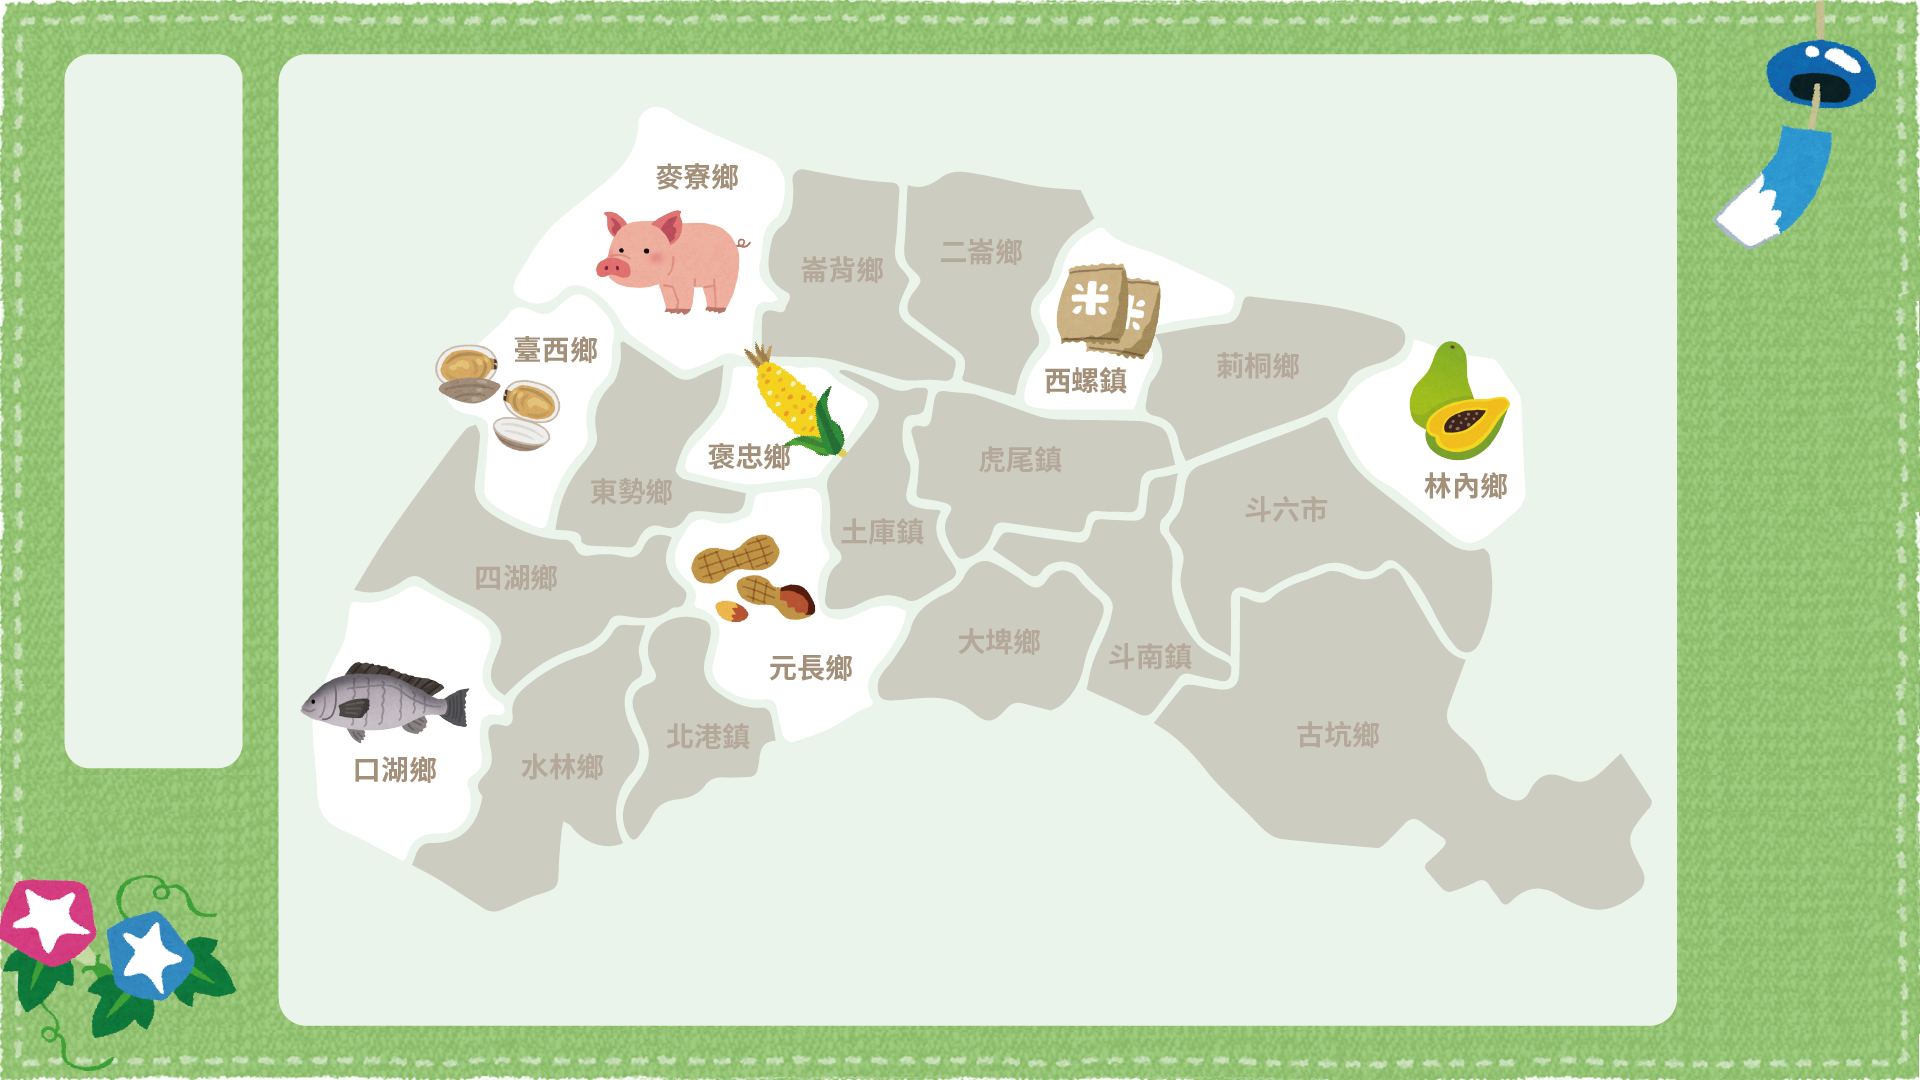 麥寮鄉
崙背鄉
二崙鄉
米
米
西螺鎮
臺西鄉
莿桐鄉
褒忠鄉
虎尾鎮
林內鄉
東勢鄉
斗六市
土庫鎮
四湖鄉
元長鄉
大埤鄉
斗南鎮
北港鎮
古坑鄉
口湖鄉
水林鄉